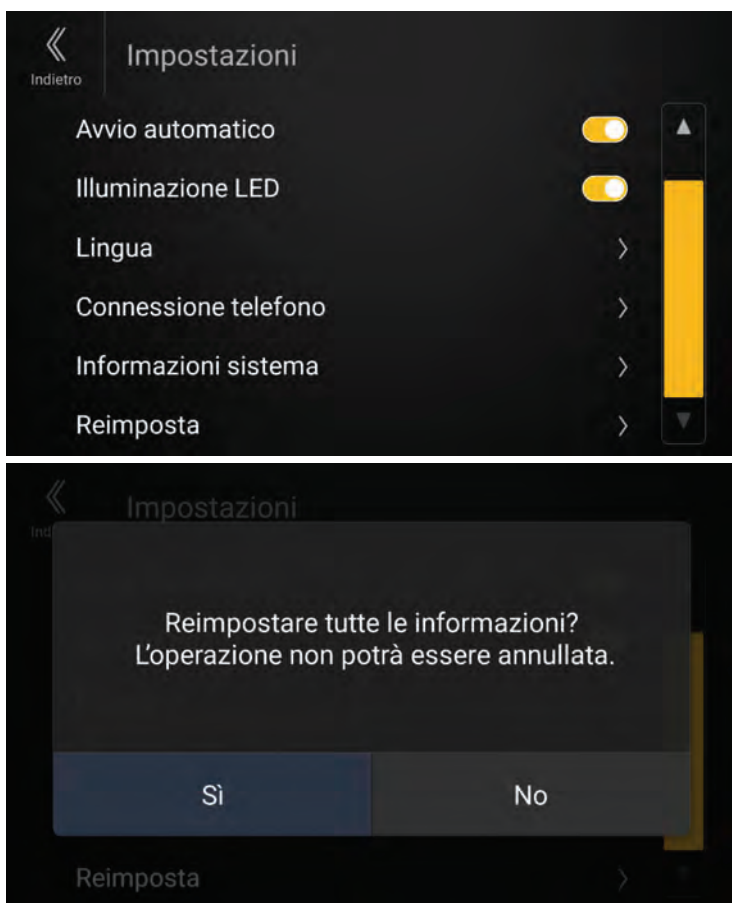 Indietro
Impostazioni
Avvio automatico
Illuminazione LED
Lingua
Connessione telefono
Informazioni sistema
Reimposta
Impostazioni
Ind
Reimpostare tutte le informazioni?
L'operazione non potrà essere annullata.
Sì
No
Reimposta